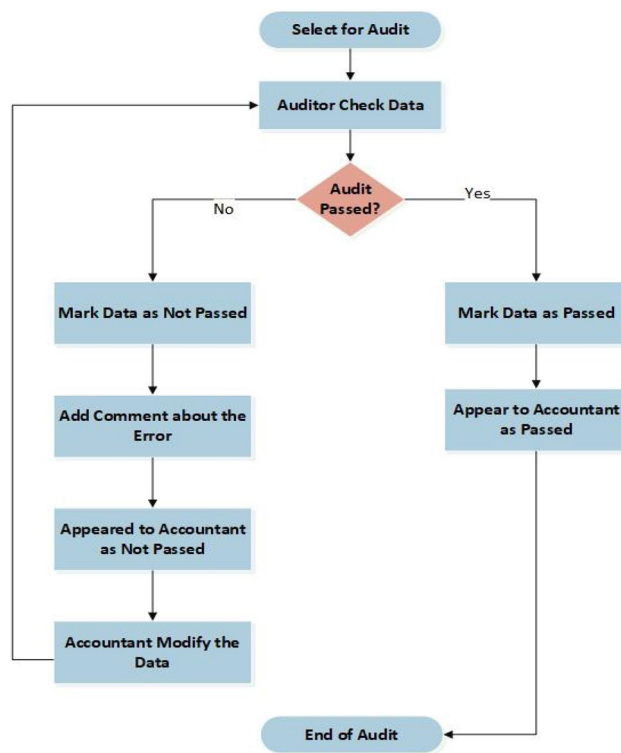 Select for Audit
Auditor Check Data
Audit
Passed?
No
Yes
Mark Data as Not Passed
Mark Data as Passed
Add Comment about the
Error
Appear to Accountant
as Passed
Appeared to Accountant
as Not Passed
Accountant Modify the
Data
End of Audit